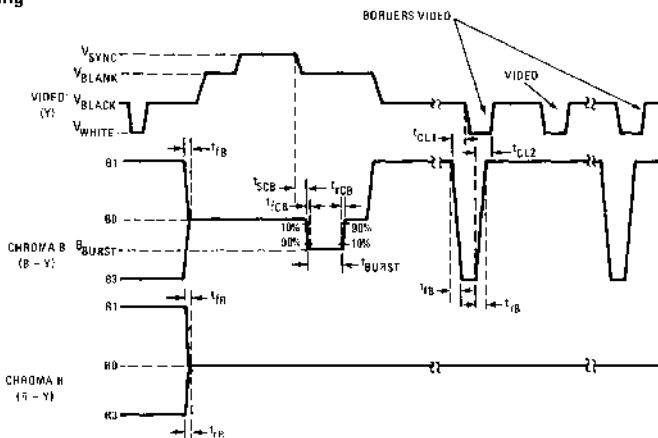 BORDERS VIDEO
VSYNC
VBLANK
VIDEO
VIDEO (Y)
VBLACK
VWHITE
tCL1
tCL2
tfB
B1
tSCB
tfCB
trCB
B0
10%
90%
90%
10%
CHROMA B
(B – Y)
BBURST
tBURST
B3
tfB
trB
tfR
R1
R0
CHROMA R
(R – Y)
R3
trR